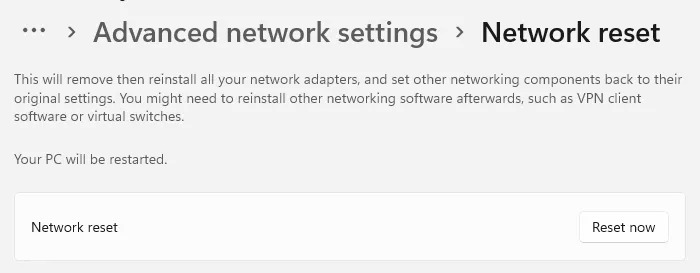 ··· > Advanced network settings > Network reset
This will remove then reinstall all your network adapters, and set other networking components back to their
original settings. You might need to reinstall other networking software afterwards, such as VPN client
software or virtual switches.
Your PC will be restarted.
Network reset Reset now